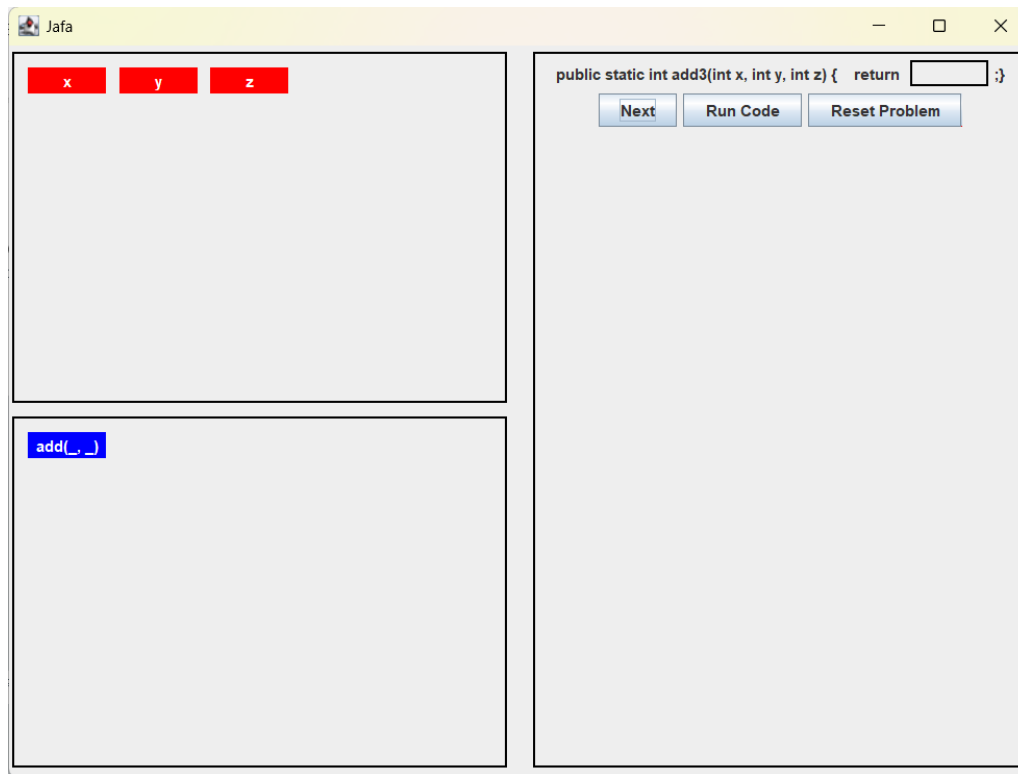 Jafa
x y z
add(_, _)
public static int add3(int x, int y, int z) { return ;}
Next Run Code Reset Problem